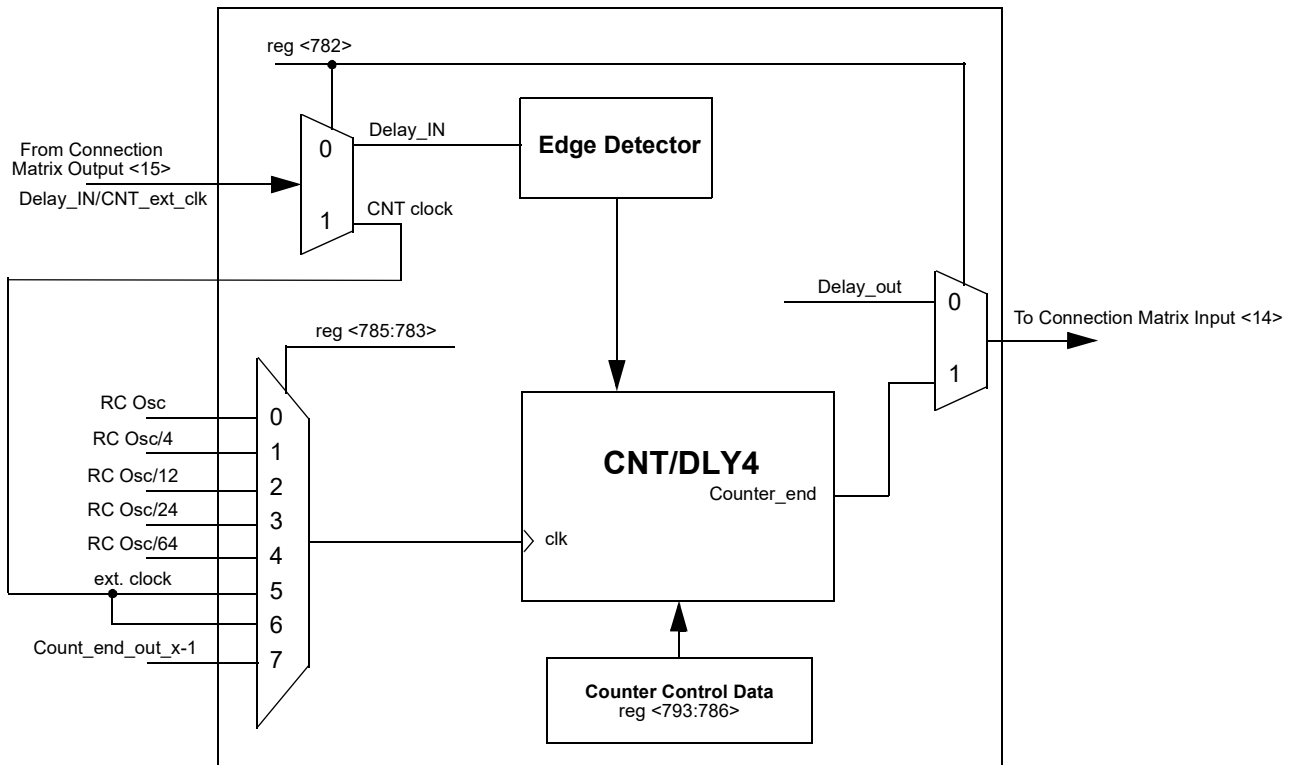 reg <782>
From Connection
Matrix Output <15>
Delay_IN/CNT_ext_clk
0
1
Delay_IN
CNT clock
Edge Detector
Delay_out
0
1
To Connection Matrix Input <14>
reg <785:783>
RC Osc
0
RC Osc/4
1
RC Osc/12
2
RC Osc/24
3
RC Osc/64
4
ext. clock
5
6
Count_end_out_x-1
7
CNT/DLY4
Counter_end
clk
Counter Control Data
reg <793:786>